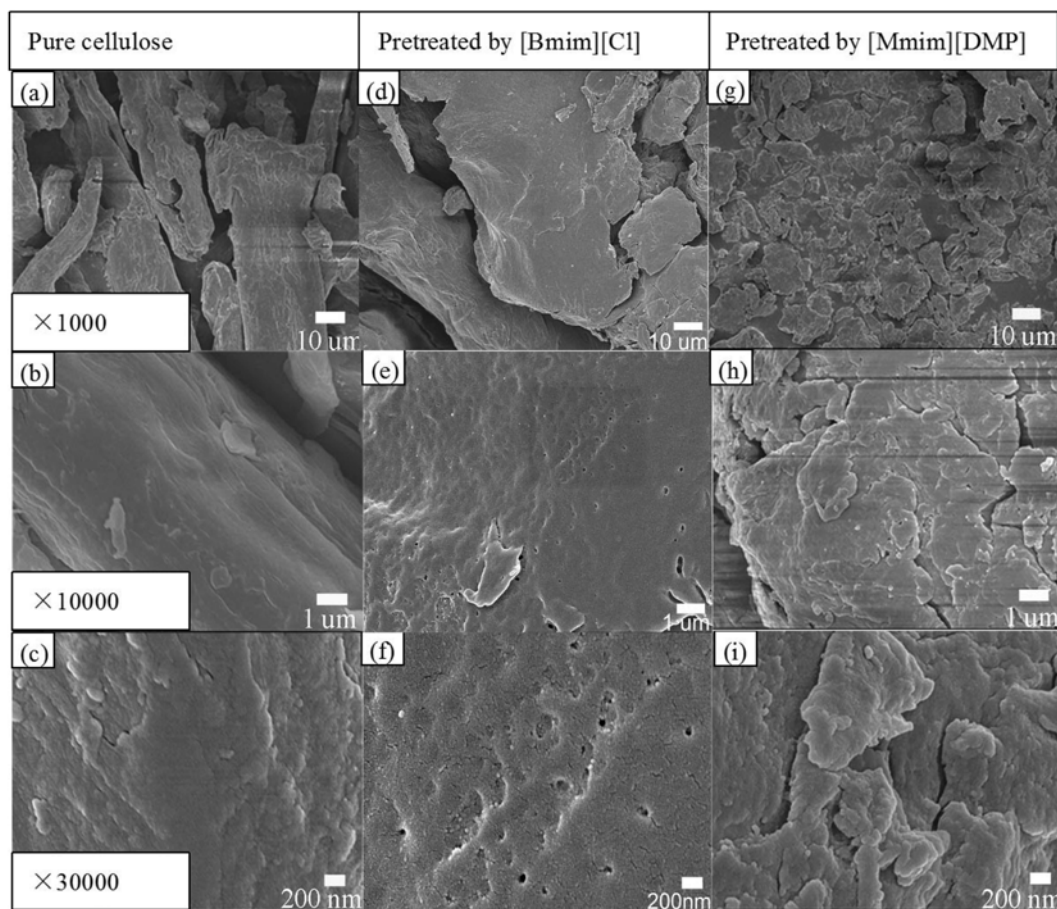 Pure cellulose
Pretreated by [Bmim][Cl]
Pretreated by [Mmim][DMP]
(a)
(d)
(g)
×1000
10 um
10 um
10 um
(b)
(e)
(h)
×10000
1 um
1 um
1 um
(c)
(f)
(i)
×30000
200 nm
200nm
200 nm